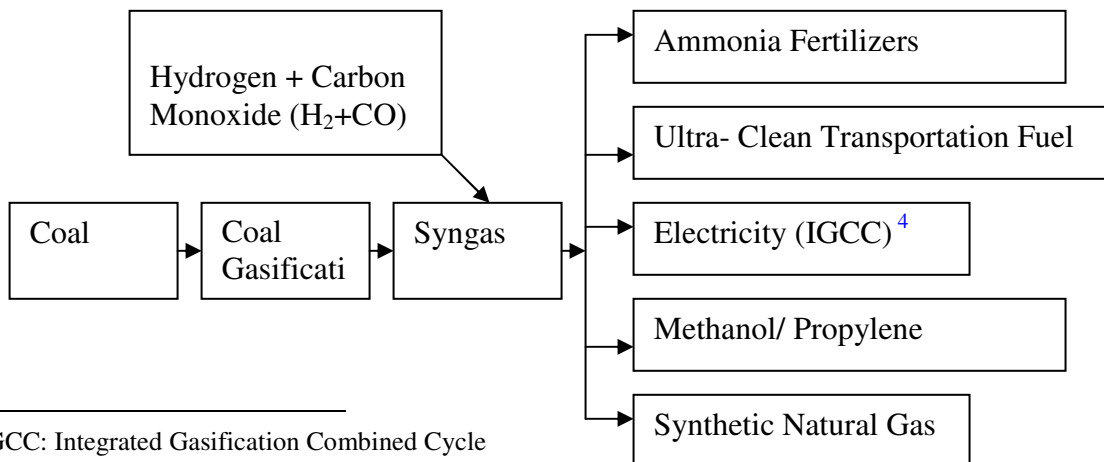 Hydrogen + Carbon
Monoxide (H₂+CO)
Coal
Coal
Gasificati
Syngas
Ammonia Fertilizers
Ultra- Clean Transportation Fuel
Electricity (IGCC) ⁴
Methanol/ Propylene
Synthetic Natural Gas
GCC: Integrated Gasification Combined Cycle